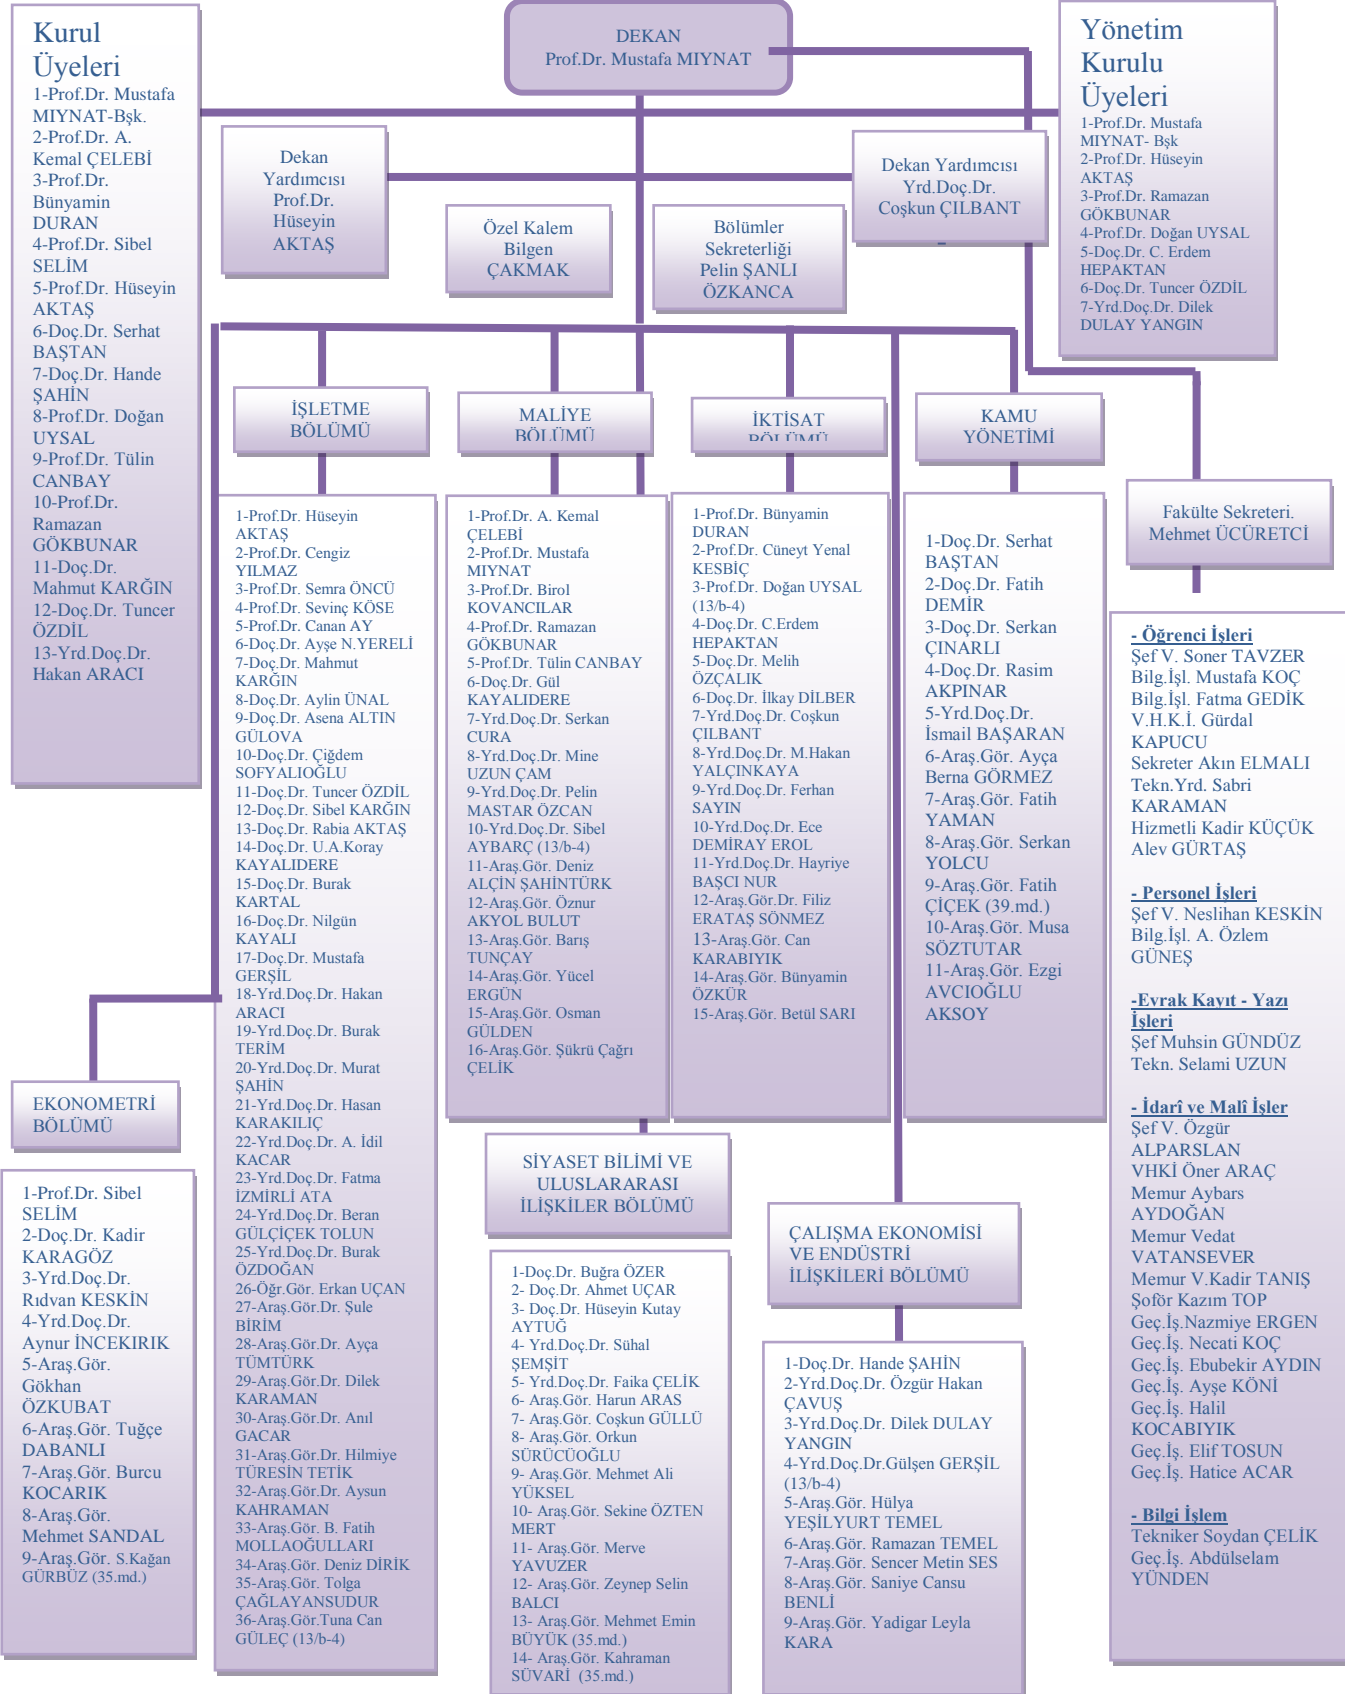 Kurul
Üyeleri
1-Prof.Dr. Mustafa
MIYNAT-Bşk.
2-Prof.Dr. A.
Kemal ÇELEBİ
3-Prof.Dr.
Bünyamin
DURAN
4-Prof.Dr. Sibel
SELİM
5-Prof.Dr. Hüseyin
AKTAŞ
6-Doç.Dr. Serhat
BAŞTAN
7-Doç.Dr. Hande
ŞAHİN
8-Prof.Dr. Doğan
UYSAL
9-Prof.Dr. Tülin
CANBAY
10-Prof.Dr.
Ramazan
GÖKBUNAR
11-Doç.Dr.
Mahmut KARĞIN
12-Doç.Dr. Tuncer
ÖZDİL
13-Yrd.Doç.Dr.
Hakan ARACI
DEKAN
Prof.Dr. Mustafa MIYNAT
Yönetim
Kurulu
Üyeleri
1-Prof.Dr. Mustafa
MIYNAT- Bşk
2-Prof.Dr. Hüseyin
AKTAŞ
3-Prof.Dr. Ramazan
GÖKBUNAR
4-Prof.Dr. Doğan UYSAL
5-Doç.Dr. C. Erdem
HEPAKTAN
6-Doç.Dr. Tuncer ÖZDİL
7-Yrd.Doç.Dr. Dilek
DULAY YANGIN
Dekan
Yardımcısı
Prof.Dr.
Hüseyin
AKTAŞ
Dekan Yardımcısı
Yrd.Doç.Dr.
Coşkun ÇILBANT
Özel Kalem
Bilgen
ÇAKMAK
Bölümler
Sekreterliği
Pelin ŞANLI
ÖZKANCA
İŞLETME
BÖLÜMÜ
MALİYE
BÖLÜMÜ
İKTİSAT
BÖLÜMÜ
KAMU
YÖNETİMİ
Fakülte Sekreteri.
Mehmet ÜCÜRETCİ
1-Prof.Dr. Hüseyin
AKTAŞ
2-Prof.Dr. Cengiz
YILMAZ
3-Prof.Dr. Semra ÖNCÜ
4-Prof.Dr. Sevinç KÖSE
5-Prof.Dr. Canan AY
6-Doç.Dr. Ayşe N.YERELİ
7-Doç.Dr. Mahmut
KARĞIN
8-Doç.Dr. Aylin ÜNAL
9-Doç.Dr. Asena ALTIN
GÜLOVA
10-Doç.Dr. Çiğdem
SOFYALIOĞLU
11-Doç.Dr. Tuncer ÖZDİL
12-Doç.Dr. Sibel KARĞIN
13-Doç.Dr. Rabia AKTAŞ
14-Doç.Dr. U.A.Koray
KAYALIDERE
15-Doç.Dr. Burak
KARTAL
16-Doç.Dr. Nilgün
KAYALI
17-Doç.Dr. Mustafa
GERŞİL
18-Yrd.Doç.Dr. Hakan
ARACI
19-Yrd.Doç.Dr. Burak
TERİM
20-Yrd.Doç.Dr. Murat
ŞAHİN
21-Yrd.Doç.Dr. Hasan
KARAKILIÇ
22-Yrd.Doç.Dr. A. İdil
KACAR
23-Yrd.Doç.Dr. Fatma
İZMİRLİ ATA
24-Yrd.Doç.Dr. Beran
GÜLÇİÇEK TOLUN
25-Yrd.Doç.Dr. Burak
ÖZDOĞAN
26-Öğr.Gör. Erkan UÇAN
27-Araş.Gör.Dr. Şule
BİRİM
28-Araş.Gör.Dr. Ayça
TÜMTÜRK
29-Araş.Gör.Dr. Dilek
KARAMAN
30-Araş.Gör.Dr. Anıl
GACAR
31-Araş.Gör.Dr. Hilmiye
TÜRESİN TETİK
32-Araş.Gör.Dr. Aysun
KAHRAMAN
33-Araş.Gör. B. Fatih
MOLLAOĞULLARI
34-Araş.Gör. Deniz DİRİK
35-Araş.Gör. Tolga
ÇAĞLAYANSUDUR
36-Araş.Gör.Tuna Can
GÜLEÇ (13/b-4)
1-Prof.Dr. A. Kemal
ÇELEBİ
2-Prof.Dr. Mustafa
MIYNAT
3-Prof.Dr. Birol
KOVANCILAR
4-Prof.Dr. Ramazan
GÖKBUNAR
5-Prof.Dr. Tülin CANBAY
6-Doç.Dr. Gül
KAYALIDERE
7-Yrd.Doç.Dr. Serkan
CURA
8-Yrd.Doç.Dr. Mine
UZUN ÇAM
9-Yrd.Doç.Dr. Pelin
MASTAR ÖZCAN
10-Yrd.Doç.Dr. Sibel
AYBARÇ (13/b-4)
11-Araş.Gör. Deniz
ALÇİN ŞAHİNTÜRK
12-Araş.Gör. Öznur
AKYOL BULUT
13-Araş.Gör. Barış
TUNÇAY
14-Araş.Gör. Yücel
ERGÜN
15-Araş.Gör. Osman
GÜLDEN
16-Araş.Gör. Şükrü Çağrı
ÇELİK
1-Prof.Dr. Bünyamin
DURAN
2-Prof.Dr. Cüneyt Yenal
KESBİÇ
3-Prof.Dr. Doğan UYSAL
(13/b-4)
4-Doç.Dr. C.Erdem
HEPAKTAN
5-Doç.Dr. Melih
ÖZÇALIK
6-Doç.Dr. İlkay DİLBER
7-Yrd.Doç.Dr. Coşkun
ÇILBANT
8-Yrd.Doç.Dr. M.Hakan
YALÇINKAYA
9-Yrd.Doç.Dr. Ferhan
SAYIN
10-Yrd.Doç.Dr. Ece
DEMİRAY EROL
11-Yrd.Doç.Dr. Hayriye
BAŞCI NUR
12-Araş.Gör.Dr. Filiz
ERATAŞ SÖNMEZ
13-Araş.Gör. Can
KARABIYIK
14-Araş.Gör. Bünyamin
ÖZKÜR
15-Araş.Gör. Betül SARI
1-Doç.Dr. Serhat
BAŞTAN
2-Doç.Dr. Fatih
DEMİR
3-Doç.Dr. Serkan
ÇINARLI
4-Doç.Dr. Rasim
AKPINAR
5-Yrd.Doç.Dr.
İsmail BAŞARAN
6-Araş.Gör. Ayça
Berna GÖRMEZ
7-Araş.Gör. Fatih
YAMAN
8-Araş.Gör. Serkan
YOLCU
9-Araş.Gör. Fatih
ÇİÇEK (39.md.)
10-Araş.Gör. Musa
SÖZTUTAR
11-Araş.Gör. Ezgi
AVCIOĞLU
AKSOY
- Öğrenci İşleri
Şef V. Soner TAVZER
Bilg.İşl. Mustafa KOÇ
Bilg.İşl. Fatma GEDİK
V.H.K.İ. Gürdal
KAPUCU
Sekreter Akın ELMALI
Tekn.Yrd. Sabri
KARAMAN
Hizmetli Kadir KÜÇÜK
Alev GÜRTAŞ
- Personel İşleri
Şef V. Neslihan KESKİN
Bilg.İşl. A. Özlem
GÜNEŞ
-Evrak Kayıt - Yazı
İşleri
Şef Muhsin GÜNDÜZ
Tekn. Selami UZUN
- İdarî ve Malî İşler
Şef V. Özgür
ALPARSLAN
VHKİ Öner ARAÇ
Memur Aybars
AYDOĞAN
Memur Vedat
VATANSEVER
Memur V.Kadir TANIŞ
Şoför Kazım TOP
Geç.İş.Nazmiye ERGEN
Geç.İş. Necati KOÇ
Geç.İş. Ebubekir AYDIN
Geç.İş. Ayşe KÖNİ
Geç.İş. Halil
KOCABIYIK
Geç.İş. Elif TOSUN
Geç.İş. Hatice ACAR
- Bilgi İşlem
Tekniker Soydan ÇELİK
Geç.İş. Abdülselam
YÜNDEN
EKONOMETRİ
BÖLÜMÜ
1-Prof.Dr. Sibel
SELİM
2-Doç.Dr. Kadir
KARAGÖZ
3-Yrd.Doç.Dr.
Rıdvan KESKİN
4-Yrd.Doç.Dr.
Aynur İNCEKIRIK
5-Araş.Gör.
Gökhan
ÖZKUBAT
6-Araş.Gör. Tuğçe
DABANLI
7-Araş.Gör. Burcu
KOCARIK
8-Araş.Gör.
Mehmet SANDAL
9-Araş.Gör. S.Kağan
GÜRBÜZ (35.md.)
SİYASET BİLİMİ VE
ULUSLARARASI
İLİŞKİLER BÖLÜMÜ
1-Doç.Dr. Buğra ÖZER
2- Doç.Dr. Ahmet UÇAR
3- Doç.Dr. Hüseyin Kutay
AYTUĞ
4- Yrd.Doç.Dr. Sühal
ŞEMŞİT
5- Yrd.Doç.Dr. Faika ÇELİK
6- Araş.Gör. Harun ARAS
7- Araş.Gör. Coşkun GÜLLÜ
8- Araş.Gör. Orkun
SÜRÜCÜOĞLU
9- Araş.Gör. Mehmet Ali
YÜKSEL
10- Araş.Gör. Sekine ÖZTEN
MERT
11- Araş.Gör. Merve
YAVUZER
12- Araş.Gör. Zeynep Selin
BALCI
13- Araş.Gör. Mehmet Emin
BÜYÜK (35.md.)
14- Araş.Gör. Kahraman
SÜVARİ (35.md.)
ÇALIŞMA EKONOMİSİ
VE ENDÜSTRİ
İLİŞKİLERİ BÖLÜMÜ
1-Doç.Dr. Hande ŞAHİN
2-Yrd.Doç.Dr. Özgür Hakan
ÇAVUŞ
3-Yrd.Doç.Dr. Dilek DULAY
YANGIN
4-Yrd.Doç.Dr.Gülşen GERŞİL
(13/b-4)
5-Araş.Gör. Hülya
YEŞİLYURT TEMEL
6-Araş.Gör. Ramazan TEMEL
7-Araş.Gör. Sencer Metin SES
8-Araş.Gör. Saniye Cansu
BENLİ
9-Araş.Gör. Yadigar Leyla
KARA